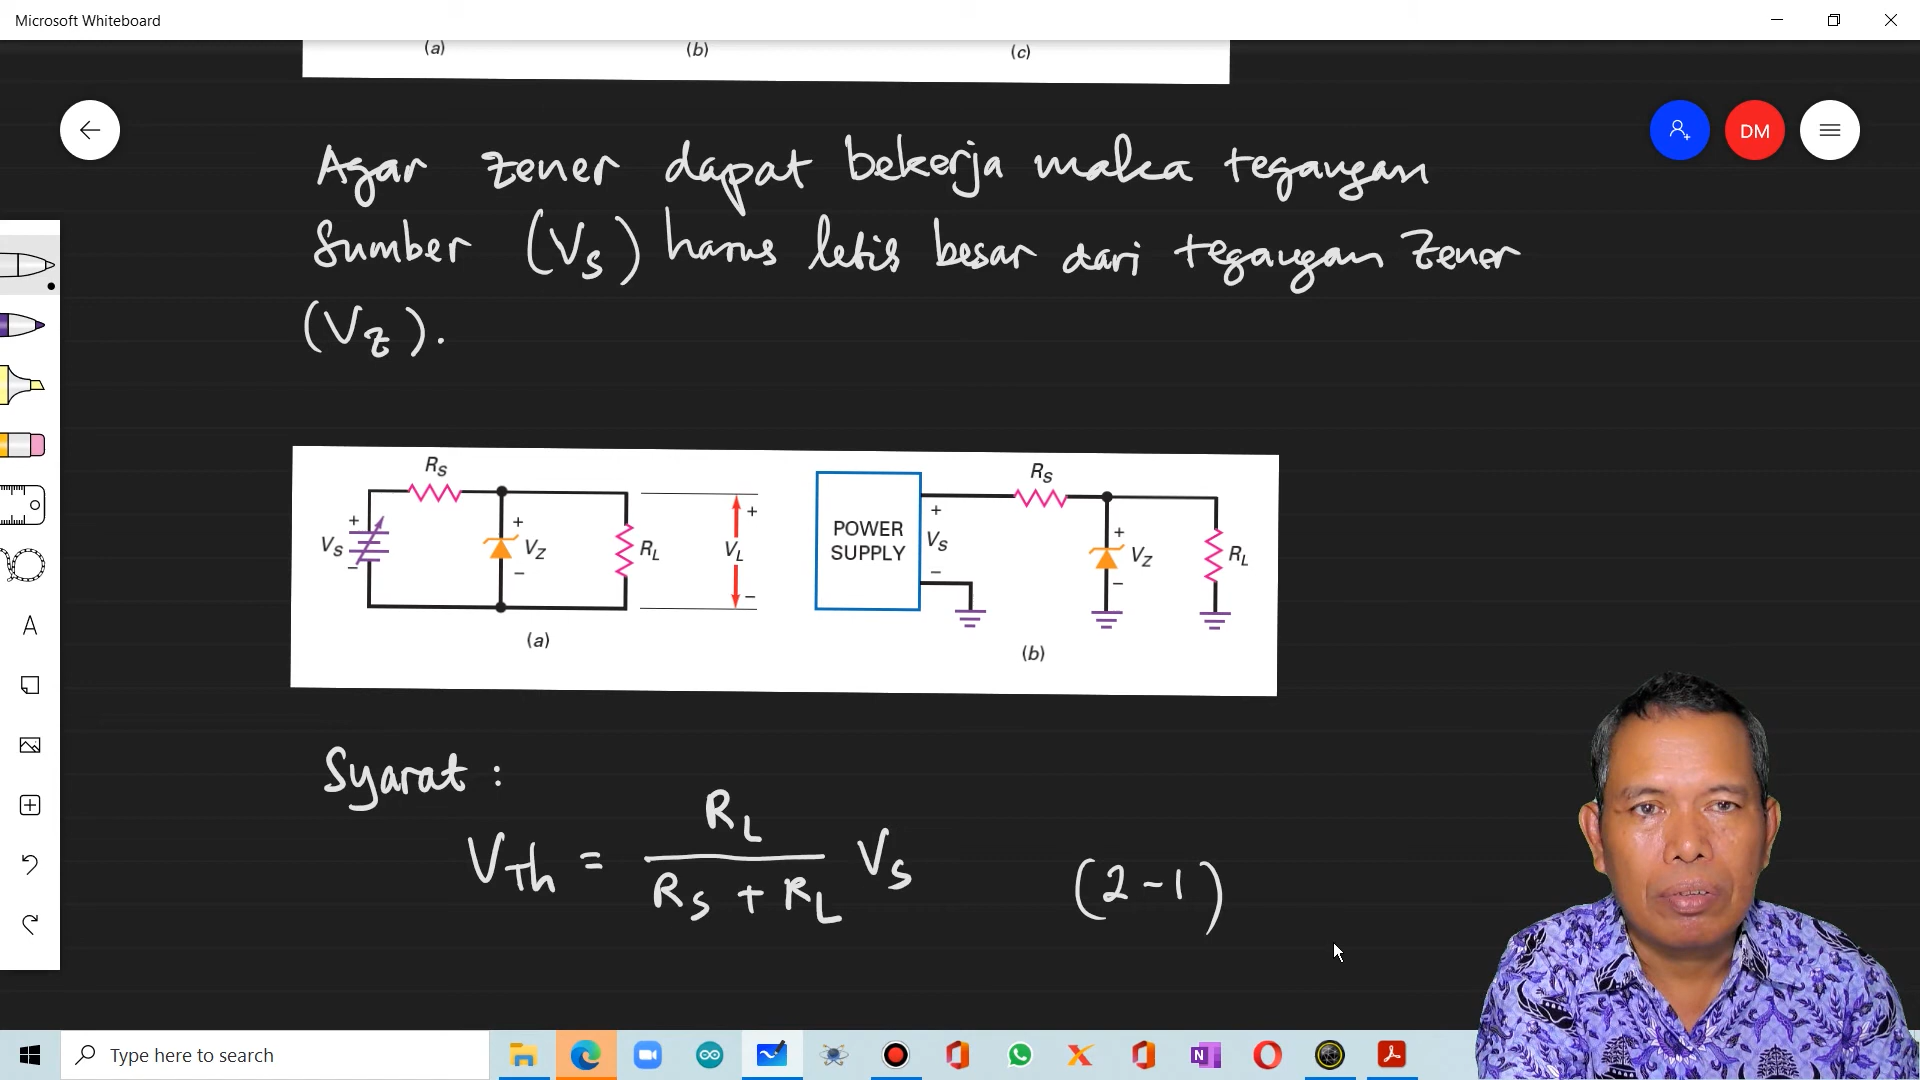 Microsoft Whiteboard
(a) (b) (c)
DM
Agar zener dapat bekerja maka tegangan
Sumber (Vs) harus lebih besar dari tegangan Zener
(Vz).
RS
+
VS
−
+
VZ
−
RL
+
VL
−
(a)
POWER
SUPPLY
+
VS
−
RS
+
VZ
−
RL
(b)
Syarat :
VTh = RL / (RS + RL) VS (2-1)
A
Type here to search